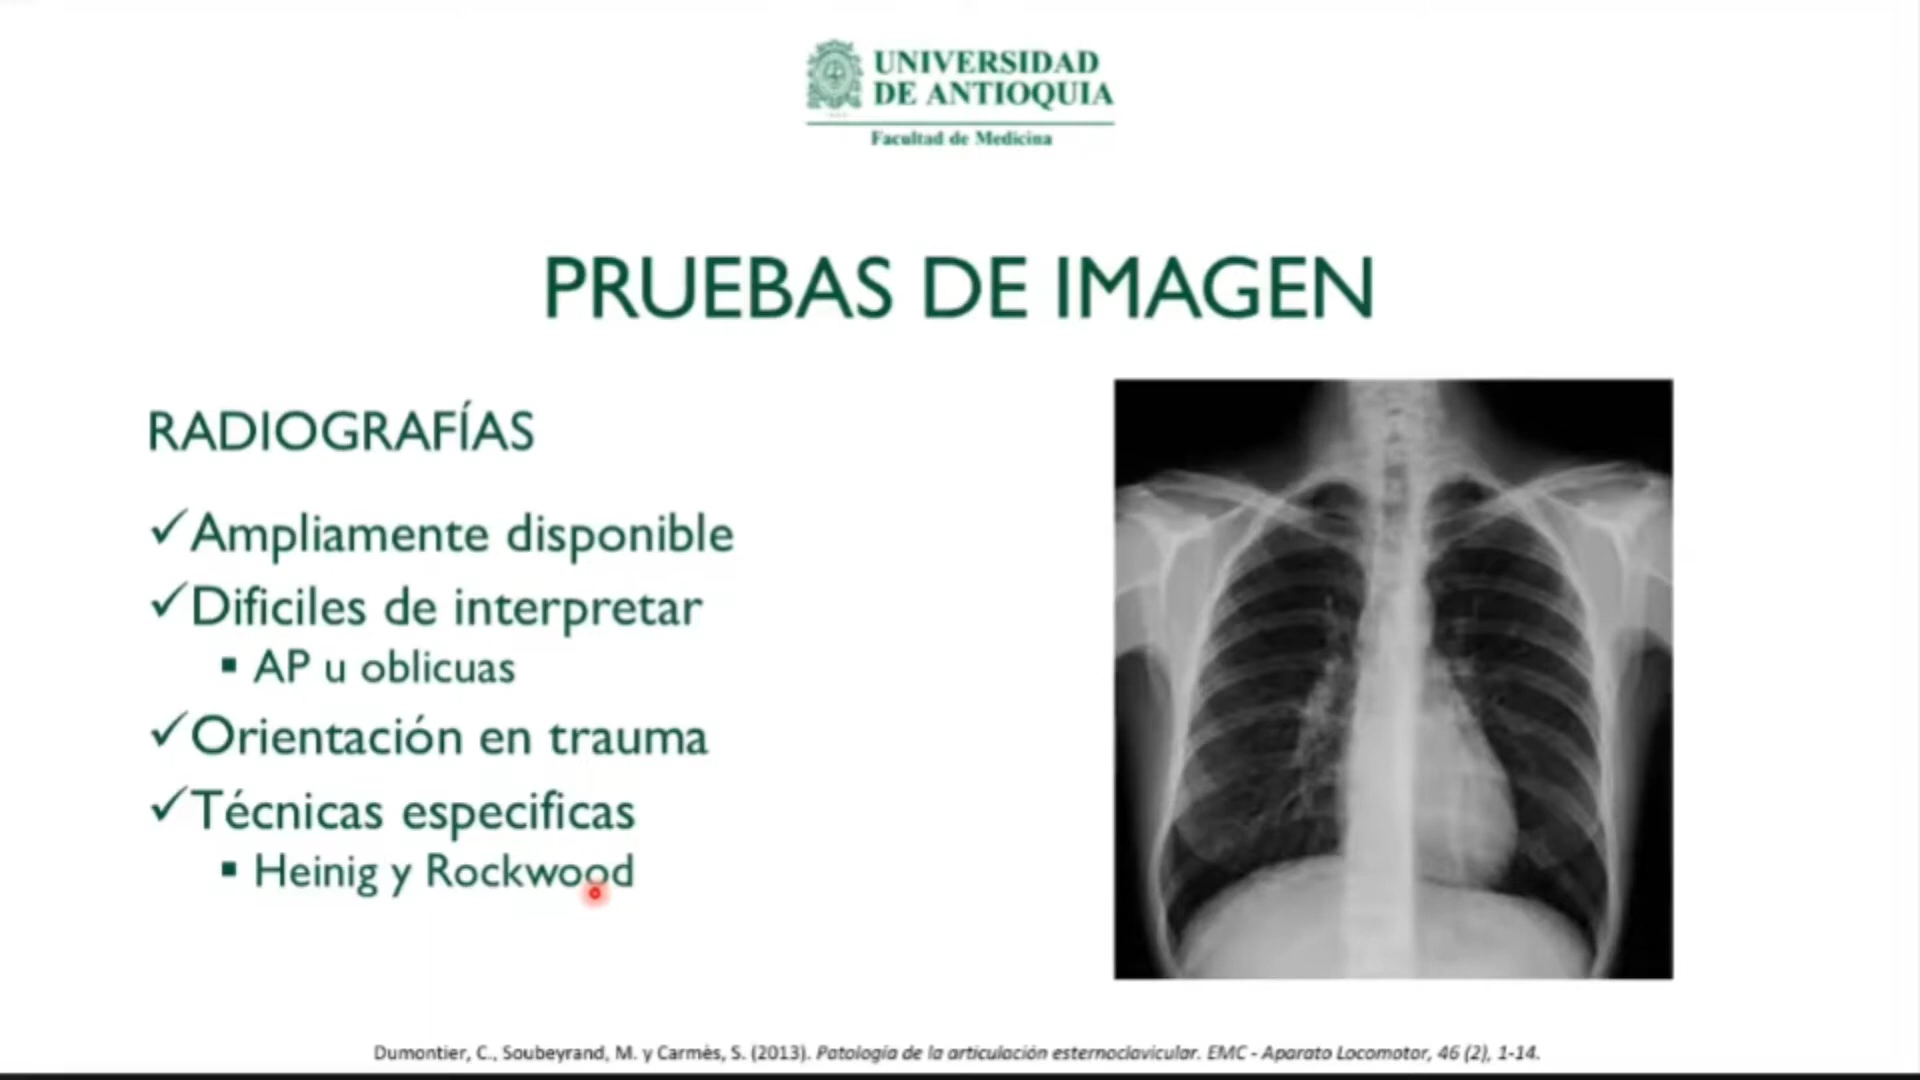 UNIVERSIDAD
DE ANTIOQUIA
Facultad de Medicina
PRUEBAS DE IMAGEN
RADIOGRAFÍAS
✓Ampliamente disponible
✓Dificiles de interpretar
▪ AP u oblicuas
✓Orientación en trauma
✓Técnicas especificas
▪ Heinig y Rockwood
Dumontier, C., Soubeyrand, M. y Carmès, S. (2013). Patología de la articulación esternoclavicular. EMC - Aparato Locomotor, 46 (2), 1-14.